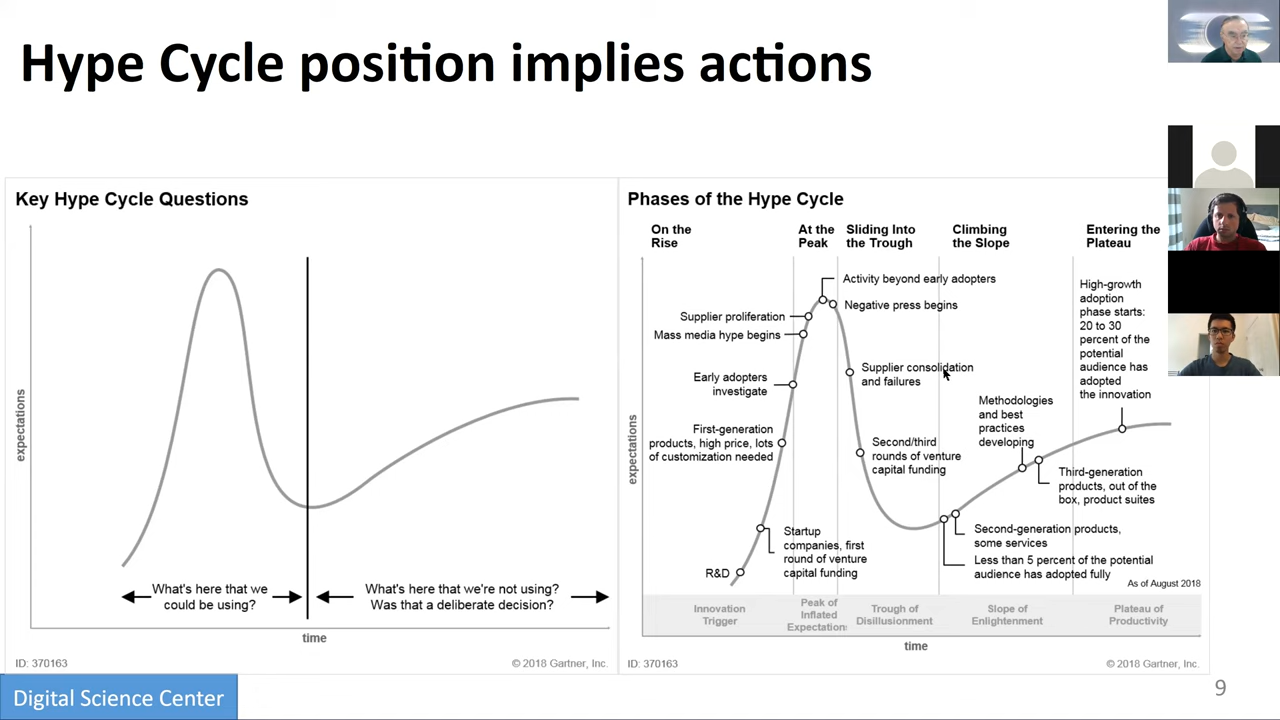 Hype Cycle position implies actions
Key Hype Cycle Questions
expectations
What's here that we
could be using?
What's here that we're not using?
Was that a deliberate decision?
time
ID: 370163
© 2018 Gartner, Inc.
Phases of the Hype Cycle
On the
Rise
At the
Peak
Sliding Into
the Trough
Climbing
the Slope
Entering the
Plateau
Activity beyond early adopters
Negative press begins
Supplier proliferation
Mass media hype begins
Early adopters
investigate
First-generation
products, high price, lots
of customization needed
Startup
companies, first
round of venture
capital funding
R&D
Supplier consolidation
and failures
Second/third
rounds of venture
capital funding
Methodologies
and best
practices
developing
High-growth
adoption
phase starts:
20 to 30
percent of the
potential
audience has
adopted
the innovation
Third-generation
products, out of the
box, product suites
Second-generation products,
some services
Less than 5 percent of the potential
audience has adopted fully
As of August 2018
expectations
Innovation
Trigger
Peak of
Inflated
Expectations
Trough of
Disillusionment
Slope of
Enlightenment
Plateau of
Productivity
time
ID: 370163
© 2018 Gartner, Inc.
Digital Science Center
9